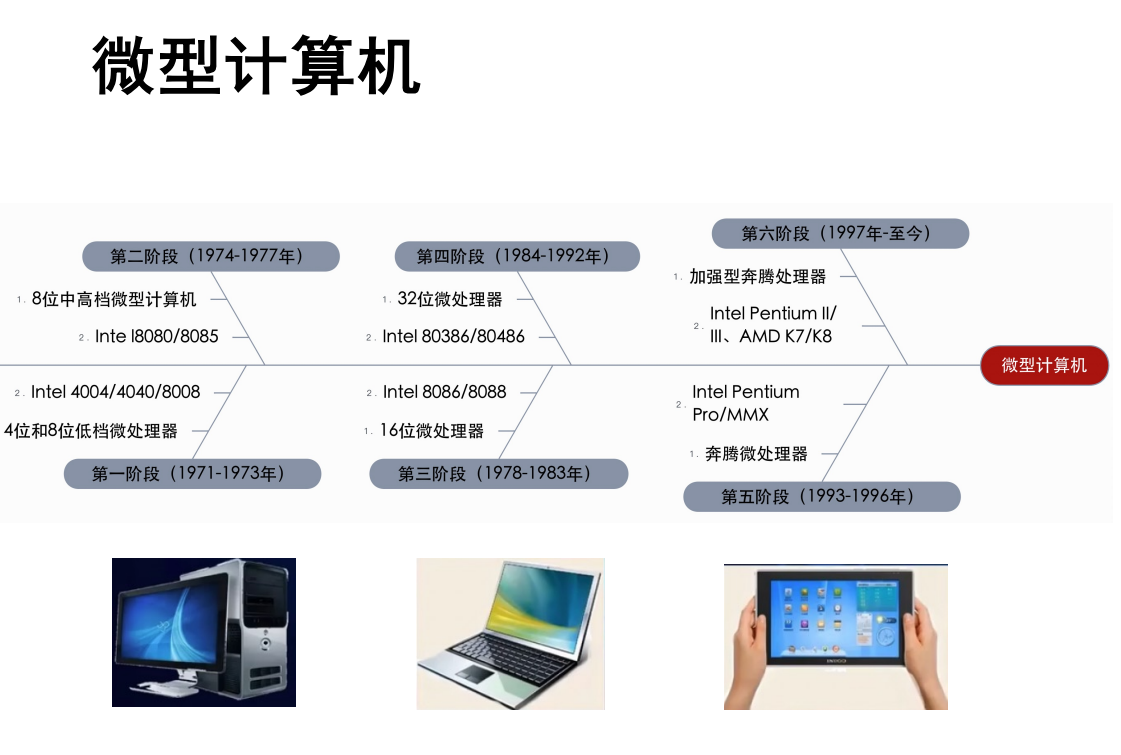 微型计算机
第二阶段（1974-1977年）
1. 8位中高档微型计算机
2. Inte l8080/8085
第四阶段（1984-1992年）
1. 32位微处理器
2. Intel 80386/80486
第六阶段（1997年-至今）
1. 加强型奔腾处理器
2. Intel Pentium II/
III、AMD K7/K8
微型计算机
2. Intel 4004/4040/8008
4位和8位低档微处理器
第一阶段（1971-1973年）
2. Intel 8086/8088
1. 16位微处理器
第三阶段（1978-1983年）
2. Intel Pentium
Pro/MMX
1. 奔腾微处理器
第五阶段（1993-1996年）